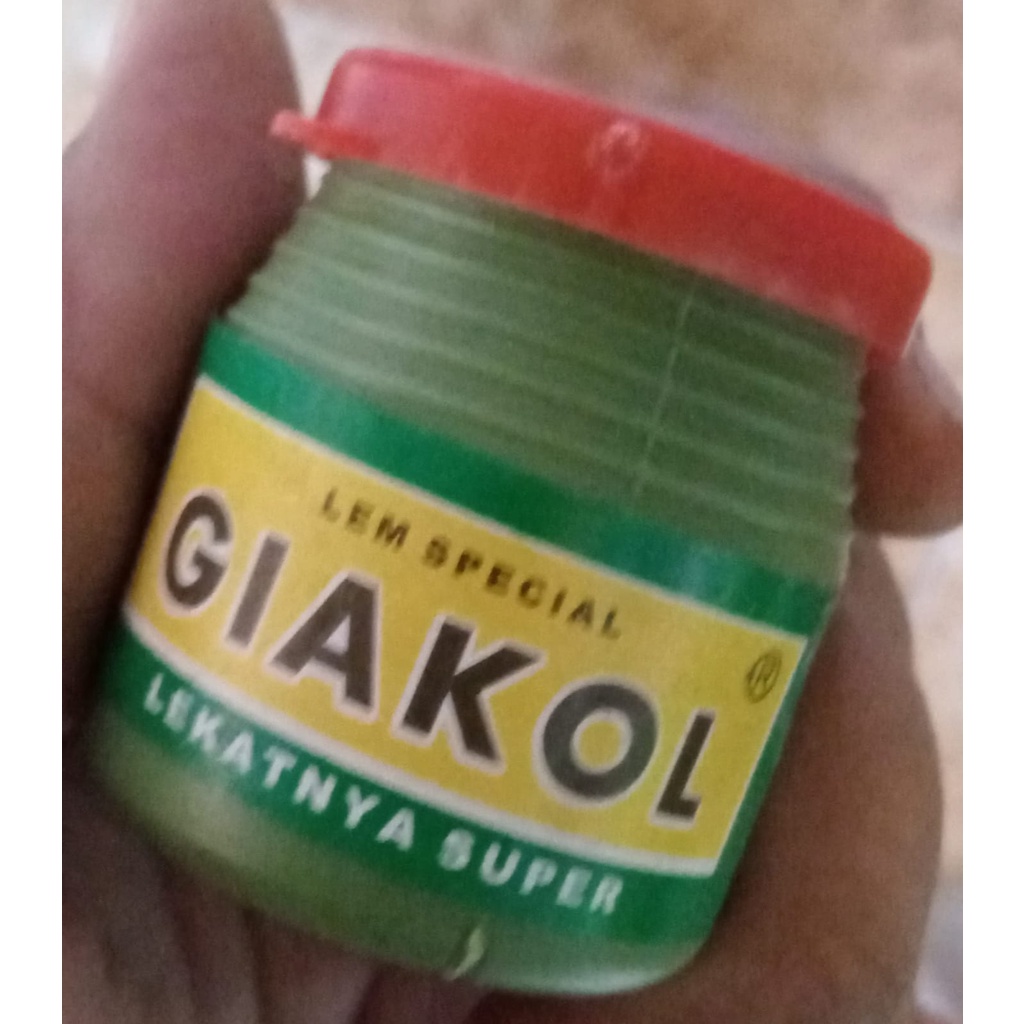 LEM SPECIAL
GIAKOL ®
LEKATNYA SUPER